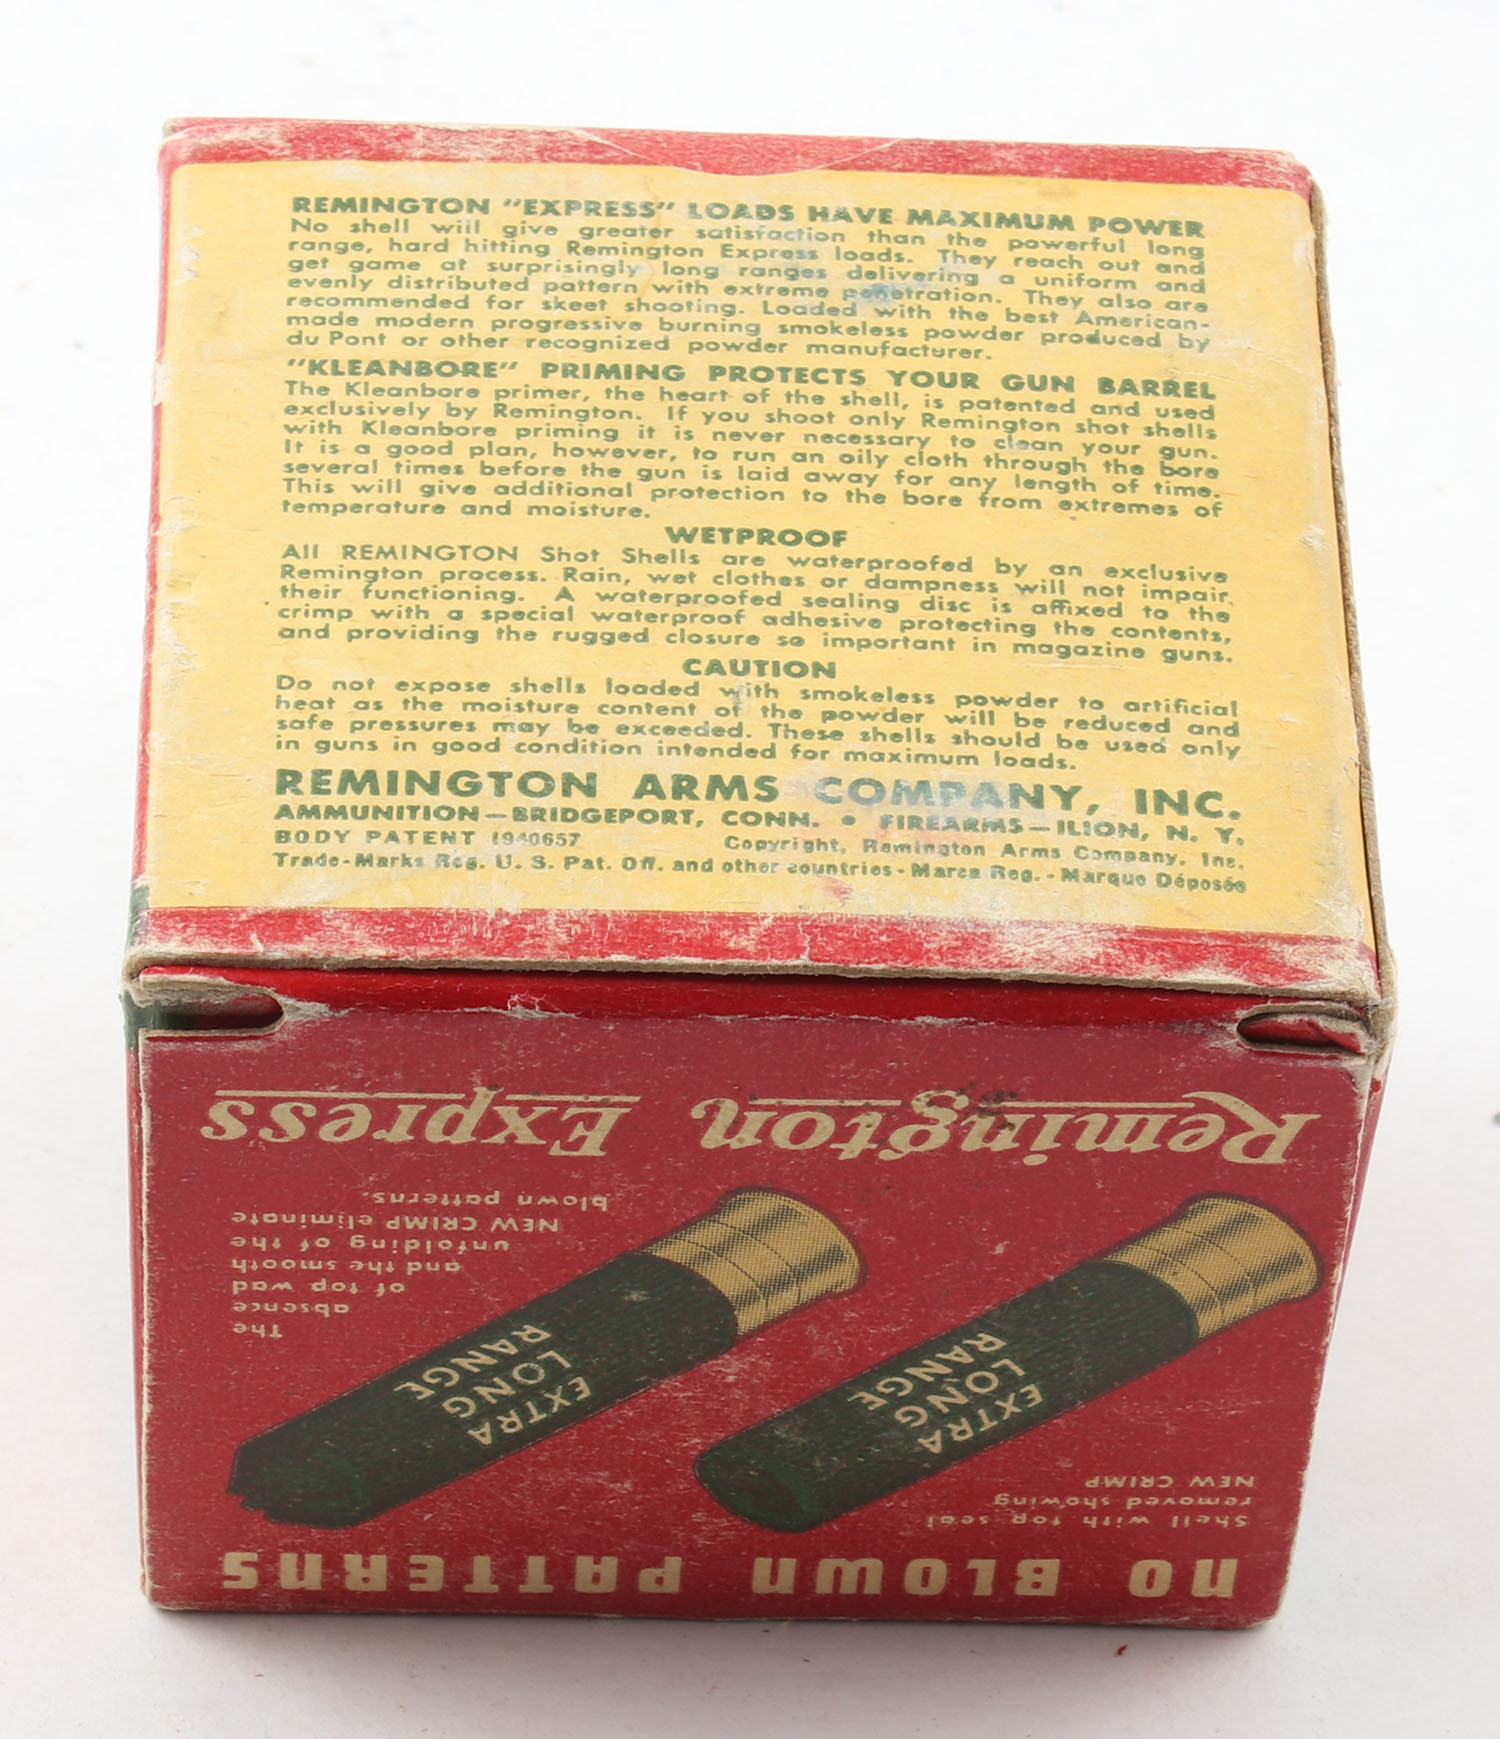 REMINGTON "EXPRESS" LOADS HAVE MAXIMUM POWER
No shell will give greater satisfaction than the powerful long
range, hard hitting Remington Express loads. They reach out and
get game at surprisingly long ranges delivering a uniform and
evenly distributed pattern with extreme penetration. They also are
recommended for skeet shooting. Loaded with the best American-
made modern progressive burning smokeless powder produced by
du Pont or other recognized powder manufacturer.
"KLEANBORE" PRIMING PROTECTS YOUR GUN BARREL
The Kleanbore primer, the heart of the shell, is patented and used
exclusively by Remington. If you shoot only Remington shot shells
with Kleanbore priming it is never necessary to clean your gun.
It is a good plan, however, to run an oily cloth through the bore
several times before the gun is laid away for any length of time.
This will give additional protection to the bore from extremes of
temperature and moisture.
WETPROOF
All REMINGTON Shot Shells are waterproofed by an exclusive
Remington process. Rain, wet clothes or dampness will not impair
their functioning. A waterproofed sealing disc is affixed to the
crimp with a special waterproof adhesive protecting the contents,
and providing the rugged closure so important in magazine guns.
CAUTION
Do not expose shells loaded with smokeless powder to artificial
heat as the moisture content of the powder will be reduced and
safe pressures may be exceeded. These shells should be used only
in guns in good condition intended for maximum loads.
REMINGTON ARMS COMPANY, INC.
AMMUNITION—BRIDGEPORT, CONN. • FIREARMS—ILION, N. Y.
BODY PATENT 1940657 Copyright, Remington Arms Company, Inc.
Trade-Marks Reg. U. S. Pat. Off. and other countries - Marca Reg. - Marque Déposée
NO BLOWN PATTERNS
Shell with top seal
removed showing
NEW CRIMP
EXTRA
LONG
RANGE
EXTRA
LONG
RANGE
The
absence
of top wad
and the smooth
unfolding of the
NEW CRIMP eliminate
blown patterns.
Remington Express